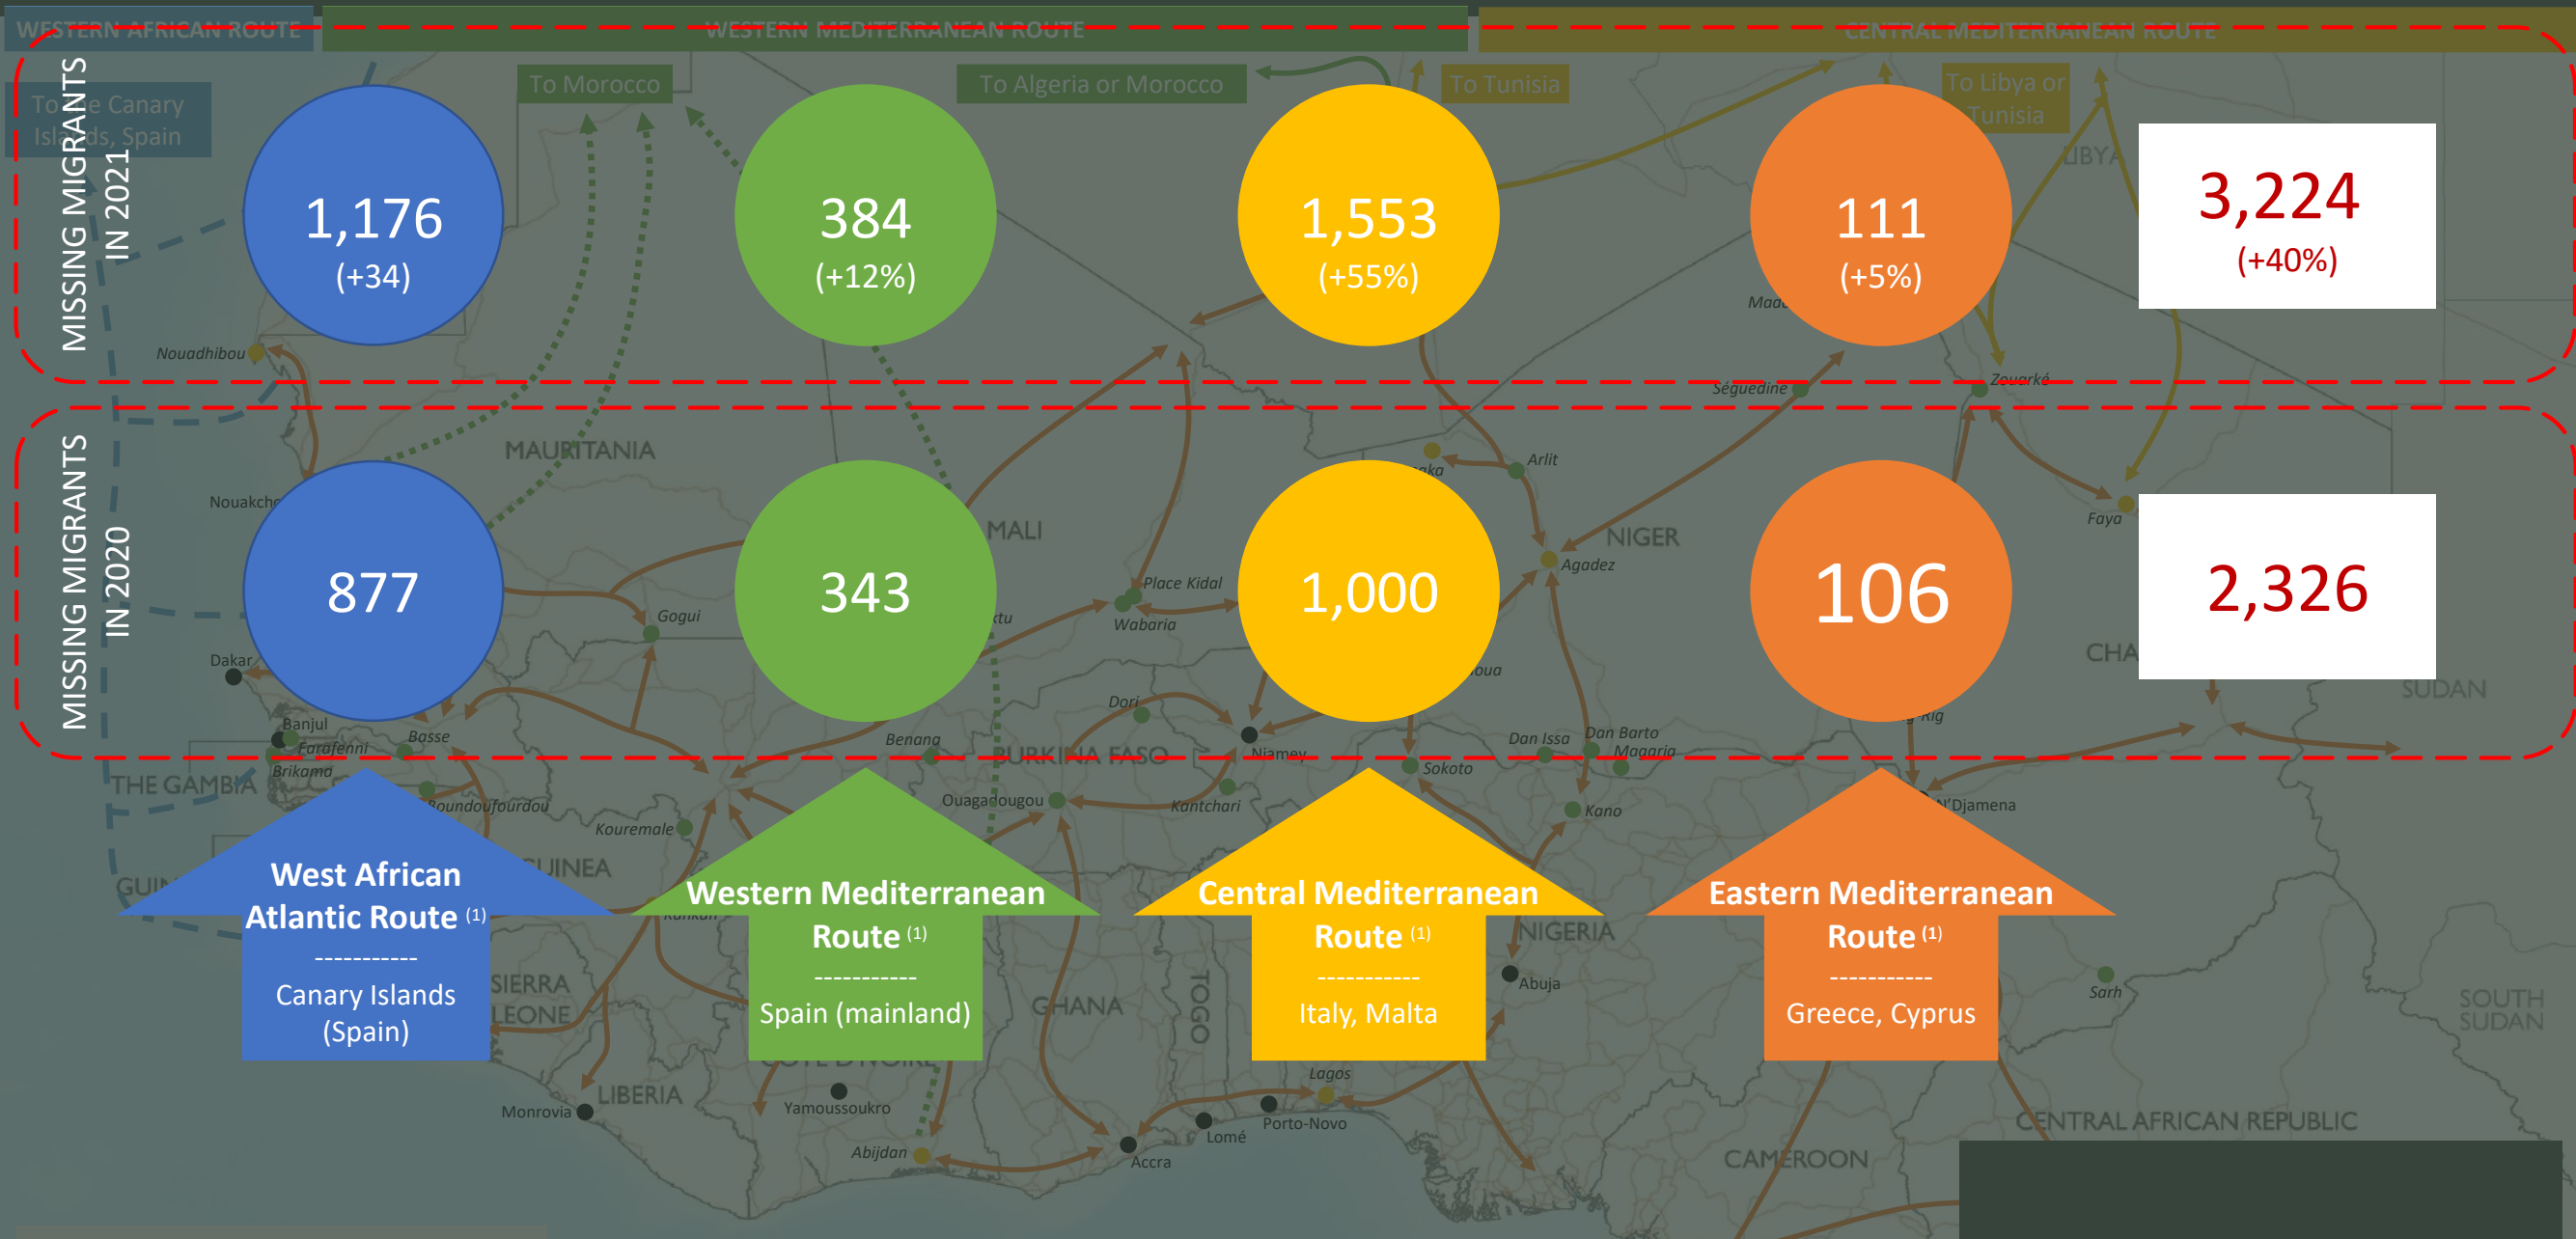 WESTERN AFRICAN ROUTE
WESTERN MEDITERRANEAN ROUTE
CENTRAL MEDITERRANEAN ROUTE
To the Canary
Islands, Spain
To Morocco
To Algeria or Morocco
To Tunisia
To Libya or
Tunisia
MISSING MIGRANTS
IN 2021
1,176
(+34)
384
(+12%)
1,553
(+55%)
111
(+5%)
3,224
(+40%)
LIBYA
Nouadhibou
Séguedine
Zouarké
MISSING MIGRANTS
IN 2020
877
343
1,000
106
2,326
MAURITANIA
MALI
NIGER
SUDAN
Arlit
Agadez
Faya
Place Kidal
Wabaria
Gogui
Dakar
Banjul
Farafenni
Basse
Brikama
THE GAMBIA
Boundoufourdou
Kouremale
Benang
Dori
BURKINA FASO
Niamey
Ouagadougou
Kantchari
Sokoto
Dan Issa
Dan Barto
Magaria
Kano
N'Djamena
West African
Atlantic Route (1)
-----------
Canary Islands
(Spain)
Western Mediterranean
Route (1)
-----------
Spain (mainland)
Central Mediterranean
Route (1)
-----------
Italy, Malta
Eastern Mediterranean
Route (1)
-----------
Greece, Cyprus
SIERRA
LEONE
LIBERIA
Monrovia
CÔTE D'IVOIRE
Yamoussoukro
Abijdan
GHANA
TOGO
Accra
Lomé
Porto-Novo
Lagos
NIGERIA
Abuja
Sarh
SOUTH
SUDAN
CENTRAL AFRICAN REPUBLIC
CAMEROON